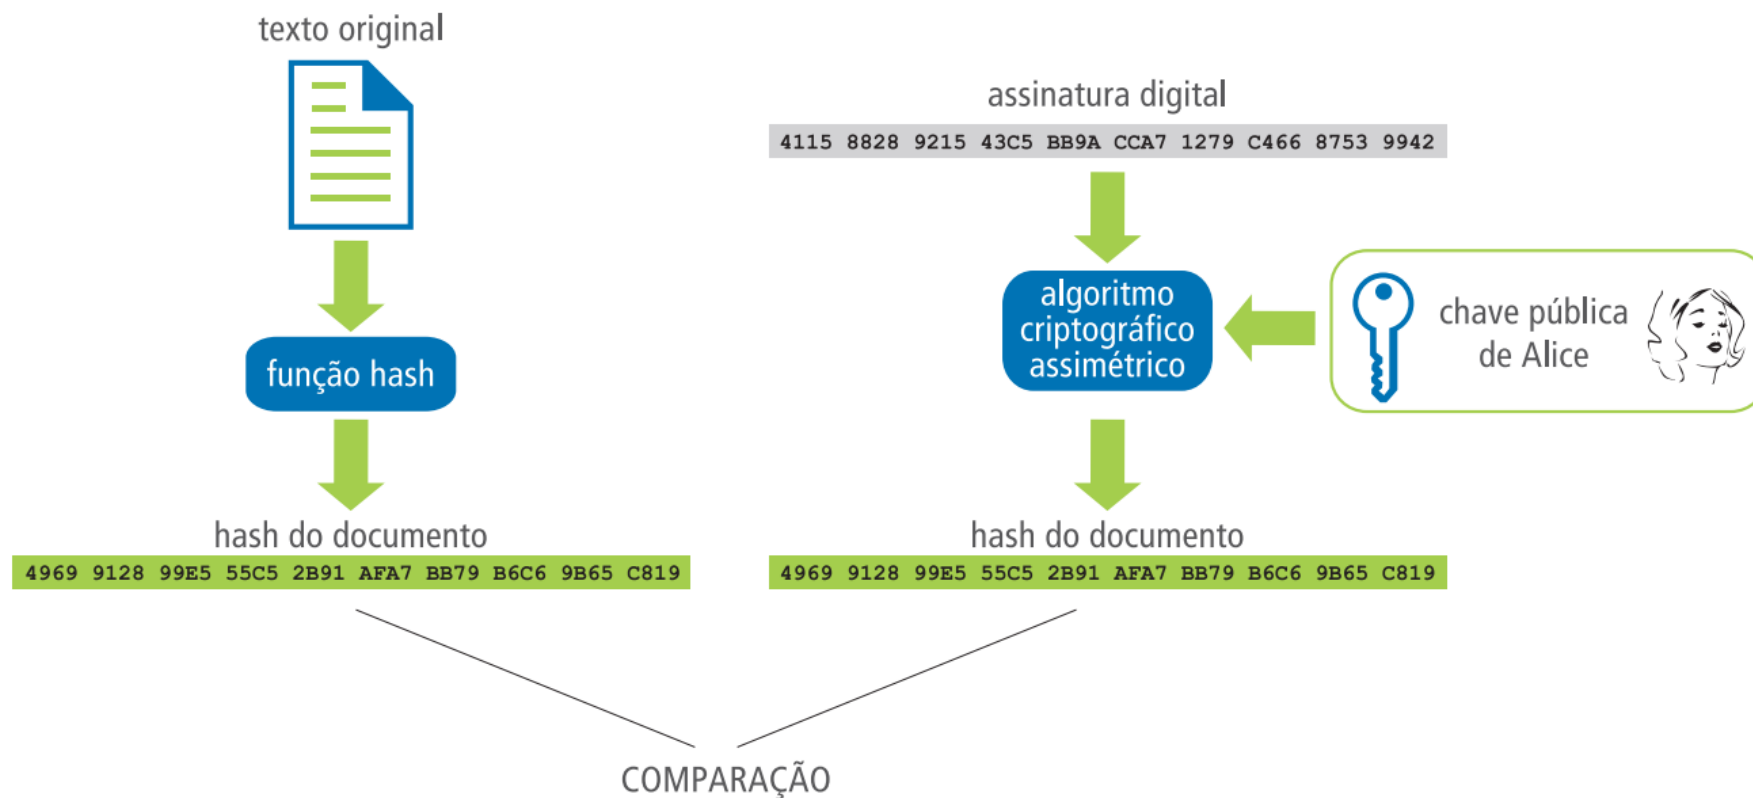 texto original
assinatura digital
4115 8828 9215 43C5 BB9A CCA7 1279 C466 8753 9942
algoritmo
criptográfico
assimétrico
chave pública
de Alice
função hash
hash do documento
4969 9128 99E5 55C5 2B91 AFA7 BB79 B6C6 9B65 C819
hash do documento
4969 9128 99E5 55C5 2B91 AFA7 BB79 B6C6 9B65 C819
COMPARAÇÃO